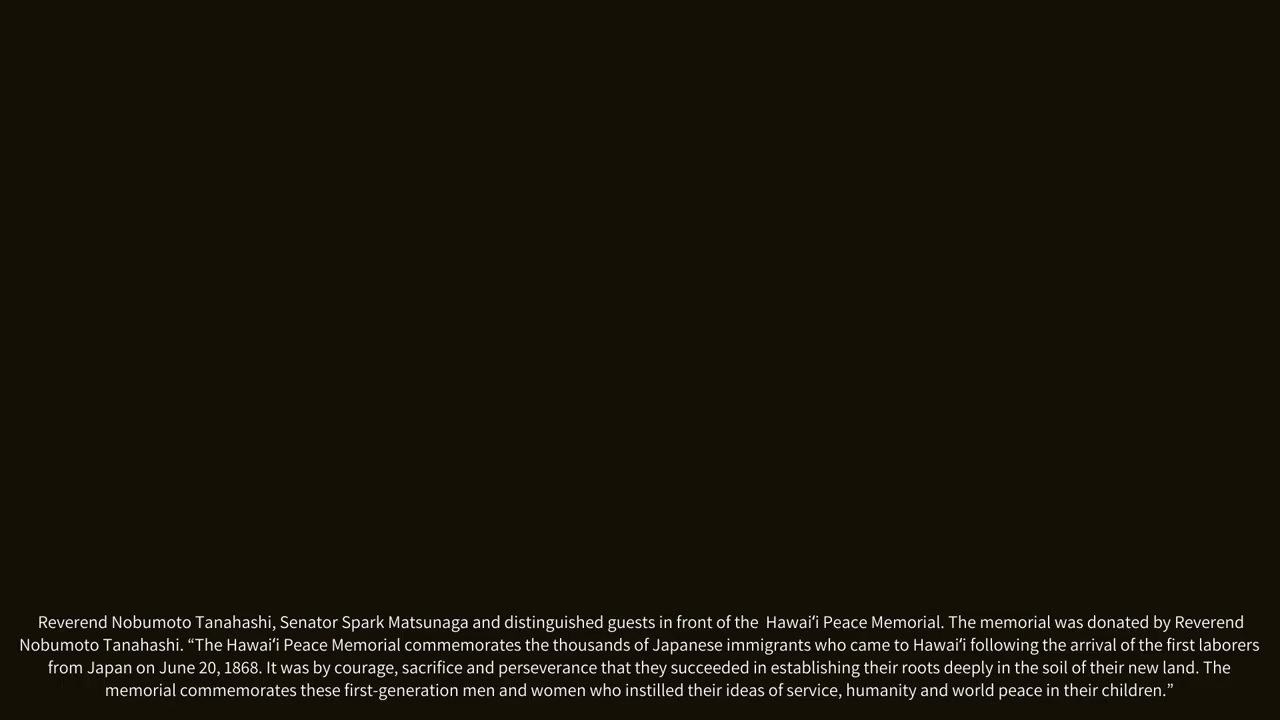 Reverend Nobumoto Tanahashi, Senator Spark Matsunaga and distinguished guests in front of the  Hawaiʻi Peace Memorial. The memorial was donated by Reverend
Nobumoto Tanahashi. “The Hawaiʻi Peace Memorial commemorates the thousands of Japanese immigrants who came to Hawaiʻi following the arrival of the first laborers
from Japan on June 20, 1868. It was by courage, sacrifice and perseverance that they succeeded in establishing their roots deeply in the soil of their new land. The
memorial commemorates these first-generation men and women who instilled their ideas of service, humanity and world peace in their children.”